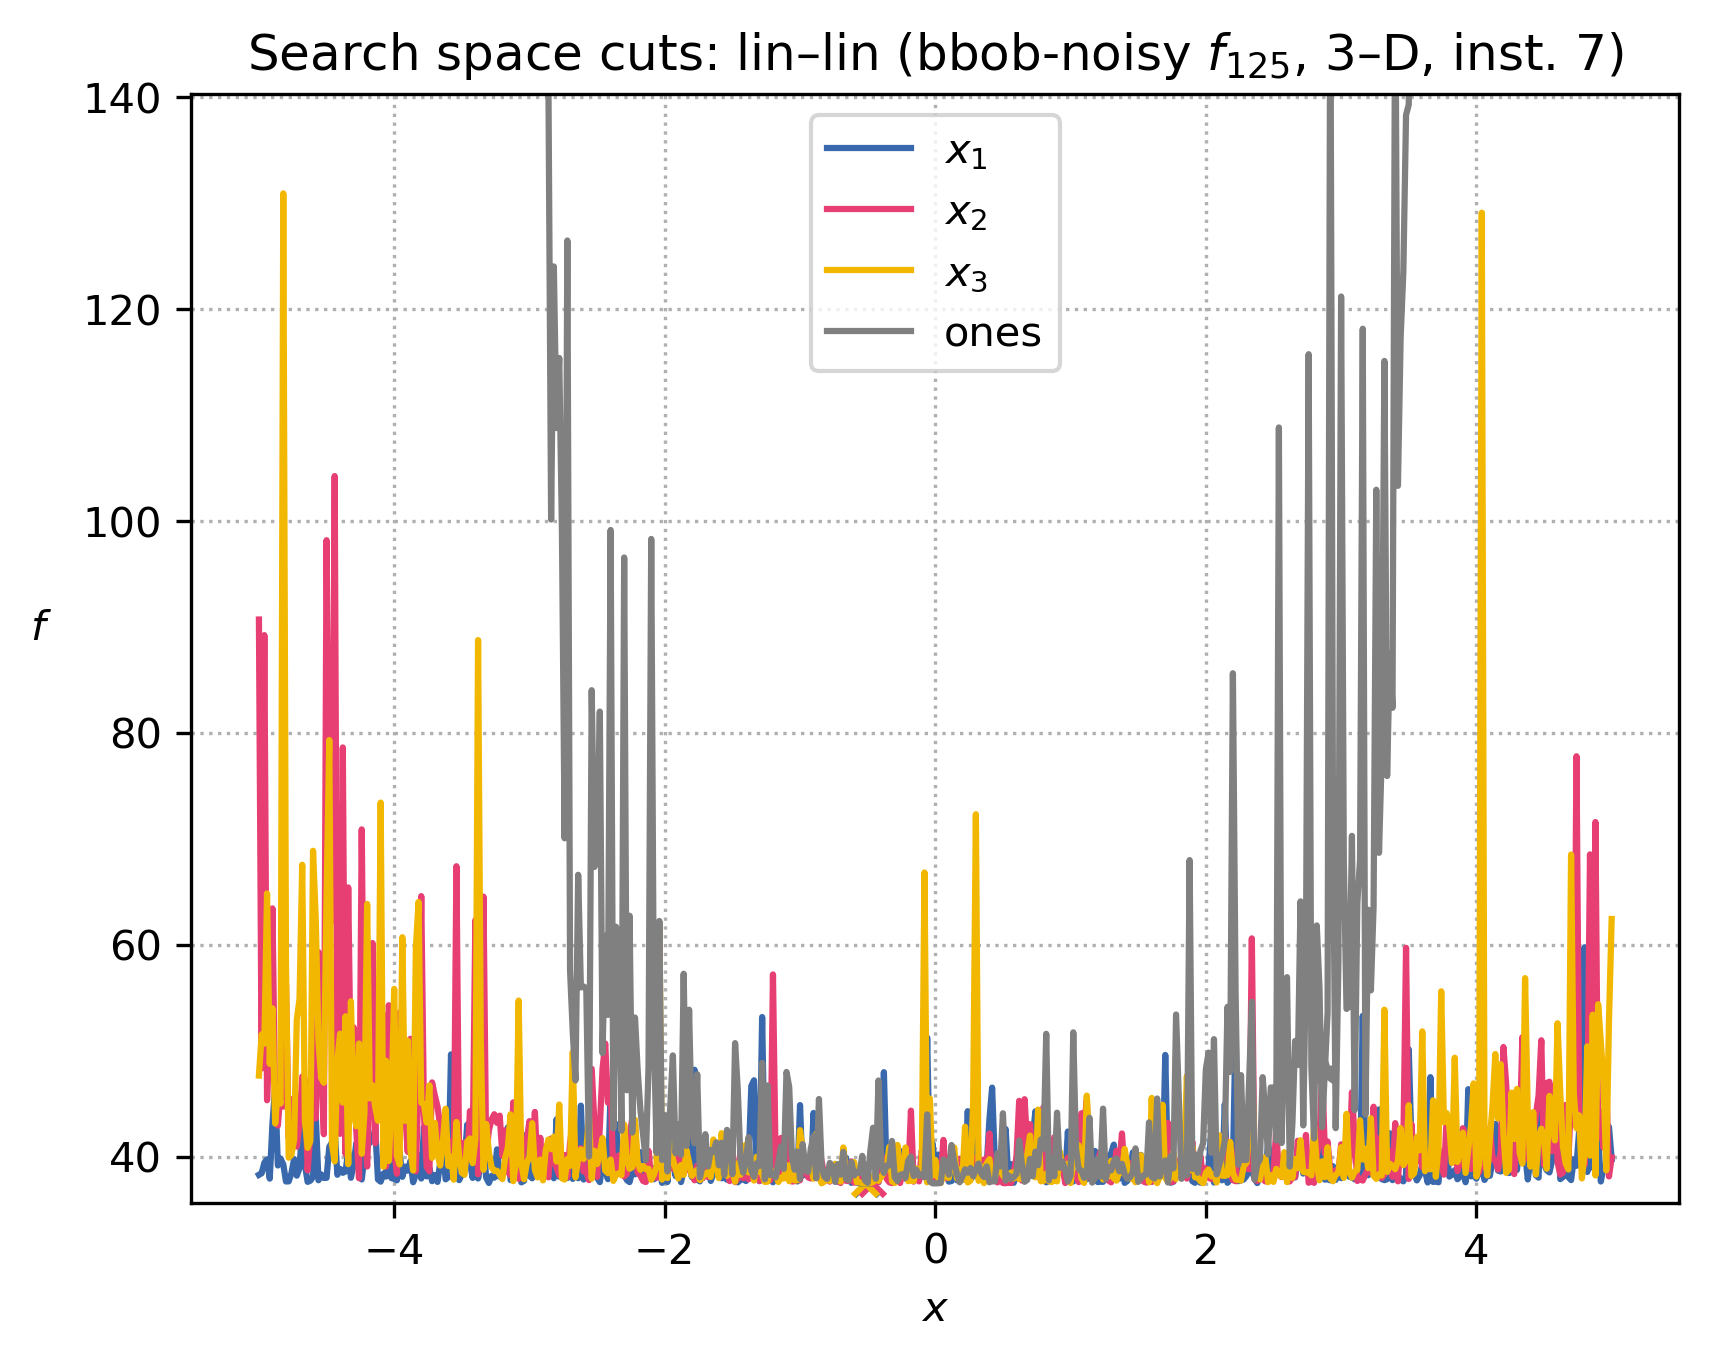 Search space cuts: lin–lin (bbob-noisy f₁₂₅, 3–D, inst. 7)
140
120
100
80
60
40
f
x₁
x₂
x₃
ones
−4
−2
0
2
4
x